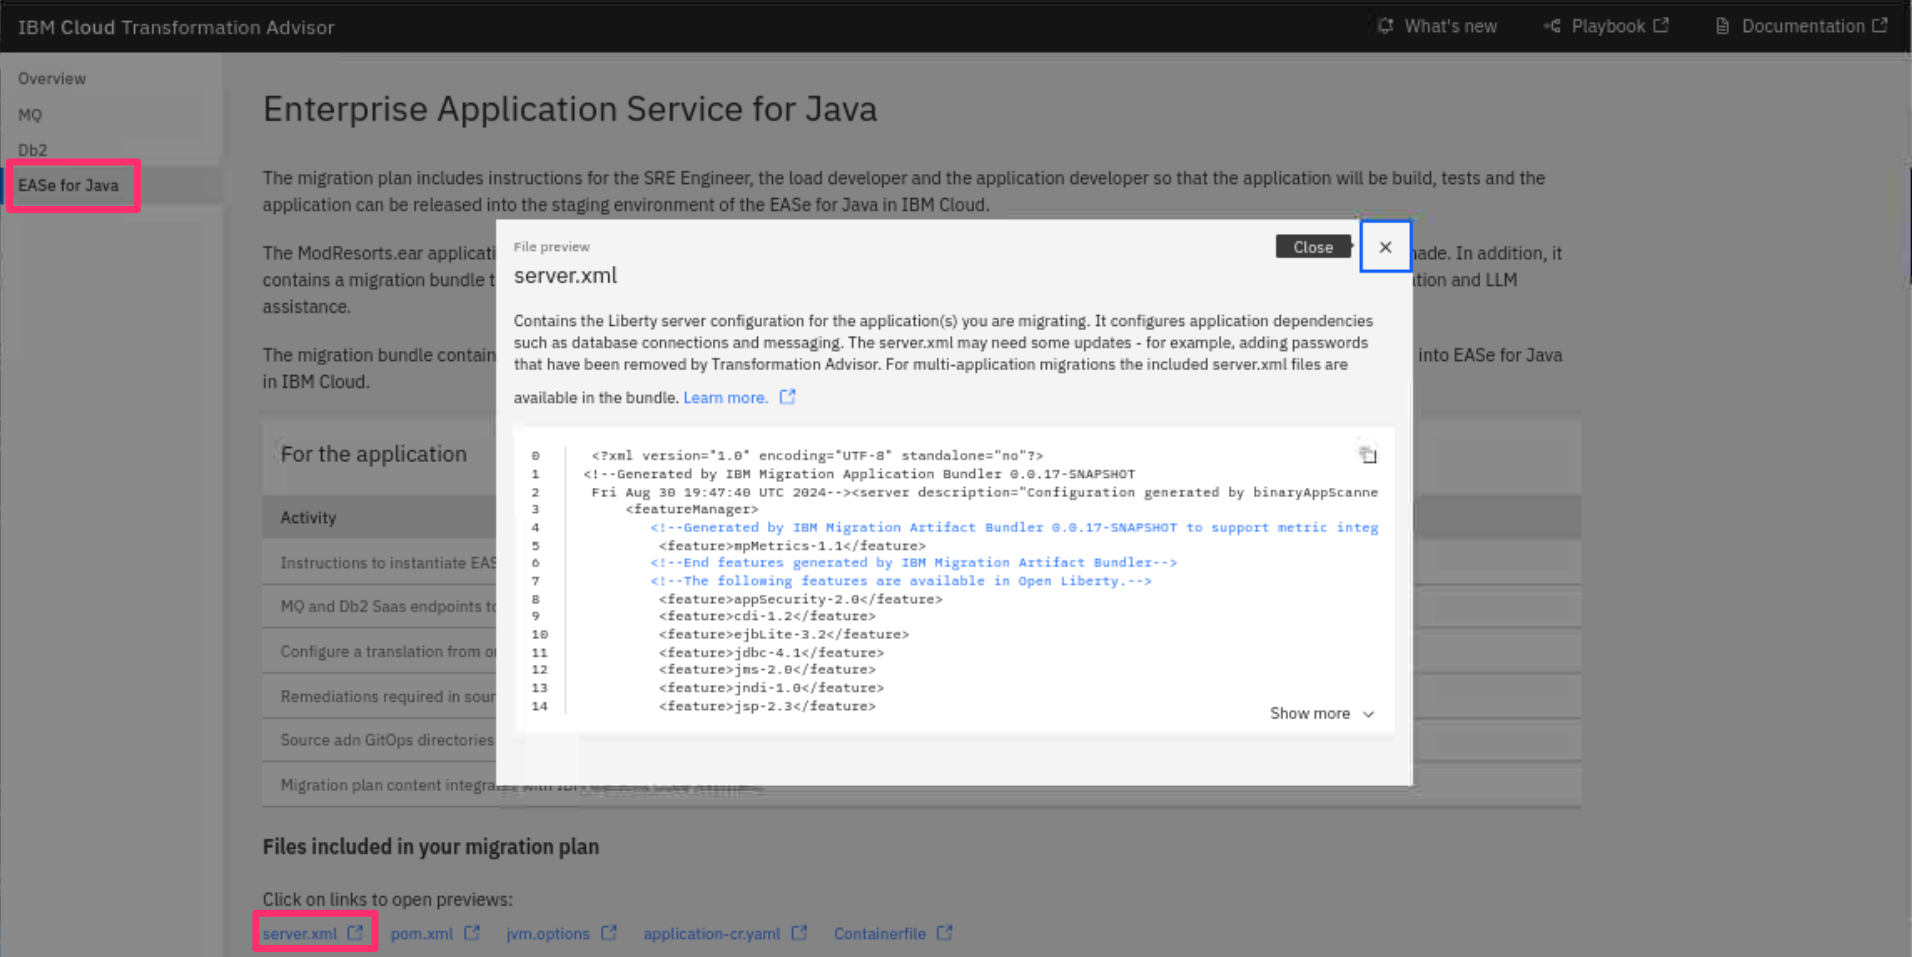 IBM Cloud Transformation Advisor
What's new
Playbook
Documentation
Overview
MQ
Db2
EASe for Java
Enterprise Application Service for Java
The migration plan includes instructions for the SRE Engineer, the load developer and the application developer so that the application will be build, tests and the
application can be released into the staging environment of the EASe for Java in IBM Cloud.
The ModResorts.ear applicati
made. In addition, it
contains a migration bundle t
tion and LLM
assistance.
The migration bundle contain
into EASe for Java
in IBM Cloud.
For the application
Activity
Instructions to instantiate EAS
MQ and Db2 Saas endpoints to
Configure a translation from o
Remediations required in sour
Source adn GitOps directories
Migration plan content integra with IBM
File preview
Close
server.xml
Contains the Liberty server configuration for the application(s) you are migrating. It configures application dependencies
such as database connections and messaging. The server.xml may need some updates - for example, adding passwords
that have been removed by Transformation Advisor. For multi-application migrations the included server.xml files are
available in the bundle. Learn more.
0 <?xml version="1.0" encoding="UTF-8" standalone="no"?>
1 <!--Generated by IBM Migration Application Bundler 0.0.17-SNAPSHOT
2 Fri Aug 30 19:47:40 UTC 2024--><server description="Configuration generated by binaryAppScanne
3 <featureManager>
4 <!--Generated by IBM Migration Artifact Bundler 0.0.17-SNAPSHOT to support metric integ
5 <feature>mpMetrics-1.1</feature>
6 <!--End features generated by IBM Migration Artifact Bundler-->
7 <!--The following features are available in Open Liberty.-->
8 <feature>appSecurity-2.0</feature>
9 <feature>cdi-1.2</feature>
10 <feature>ejbLite-3.2</feature>
11 <feature>jdbc-4.1</feature>
12 <feature>jms-2.0</feature>
13 <feature>jndi-1.0</feature>
14 <feature>jsp-2.3</feature>
Show more
Files included in your migration plan
Click on links to open previews:
server.xml
pom.xml
jvm.options
application-cr.yaml
Containerfile